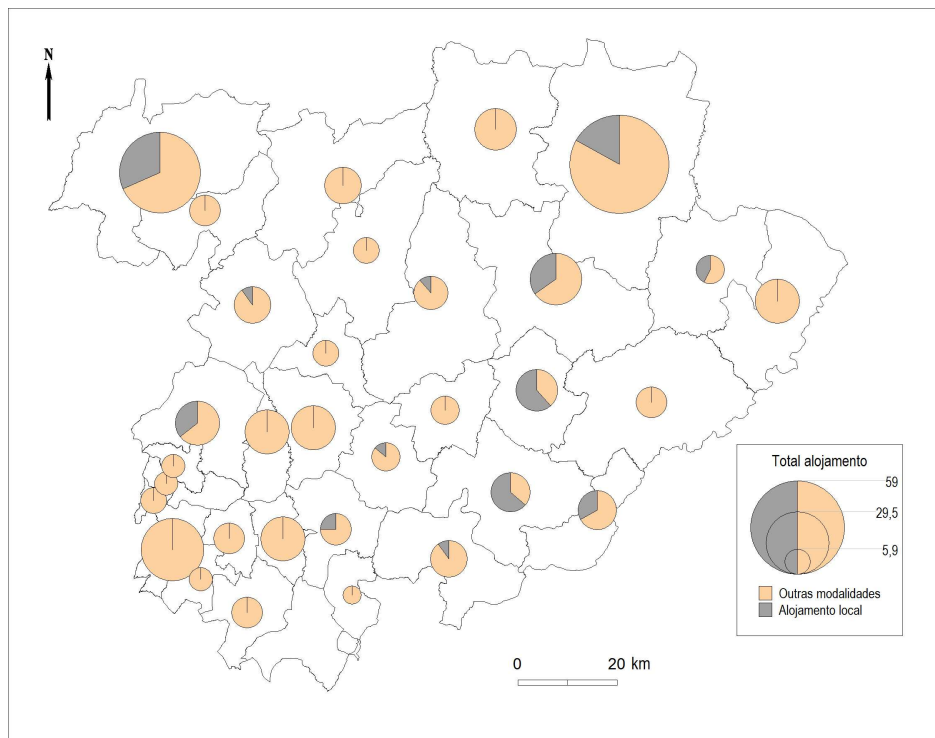 N
Total alojamento
59
29,5
5,9
Outras modalidades
Alojamento local
0 20 km